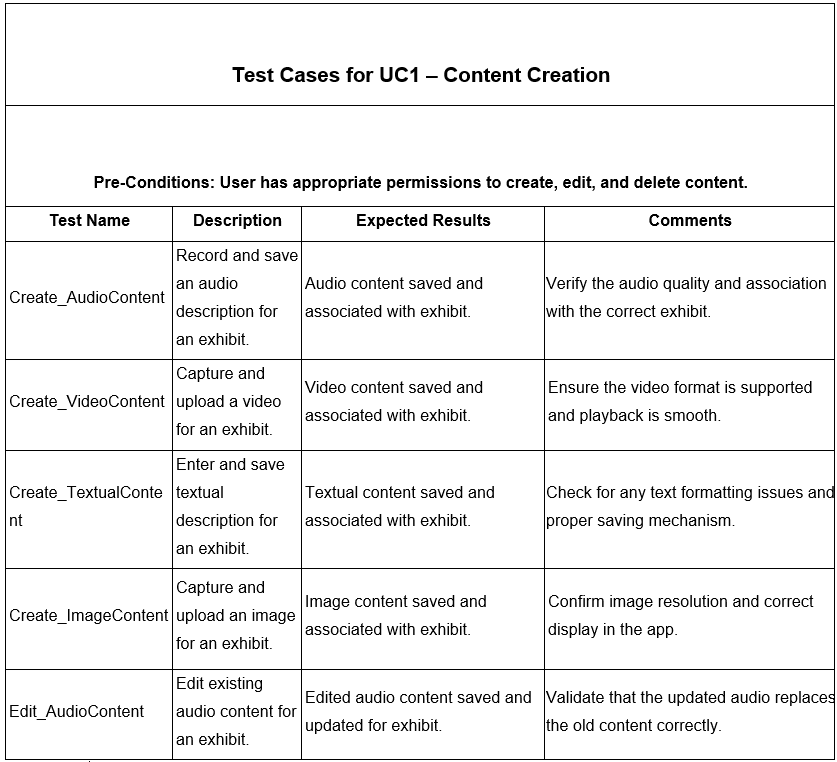 Test Cases for UC1 – Content Creation
Pre-Conditions: User has appropriate permissions to create, edit, and delete content.
Test Name
Description
Expected Results
Comments
Create_AudioContent
Record and save
an audio
description for
an exhibit.
Audio content saved and
associated with exhibit.
Verify the audio quality and association
with the correct exhibit.
Create_VideoContent
Capture and
upload a video
for an exhibit.
Video content saved and
associated with exhibit.
Ensure the video format is supported
and playback is smooth.
Create_TextualConte
nt
Enter and save
textual
description for
an exhibit.
Textual content saved and
associated with exhibit.
Check for any text formatting issues and
proper saving mechanism.
Create_ImageContent
Capture and
upload an image
for an exhibit.
Image content saved and
associated with exhibit.
Confirm image resolution and correct
display in the app.
Edit_AudioContent
Edit existing
audio content for
an exhibit.
Edited audio content saved and
updated for exhibit.
Validate that the updated audio replaces
the old content correctly.